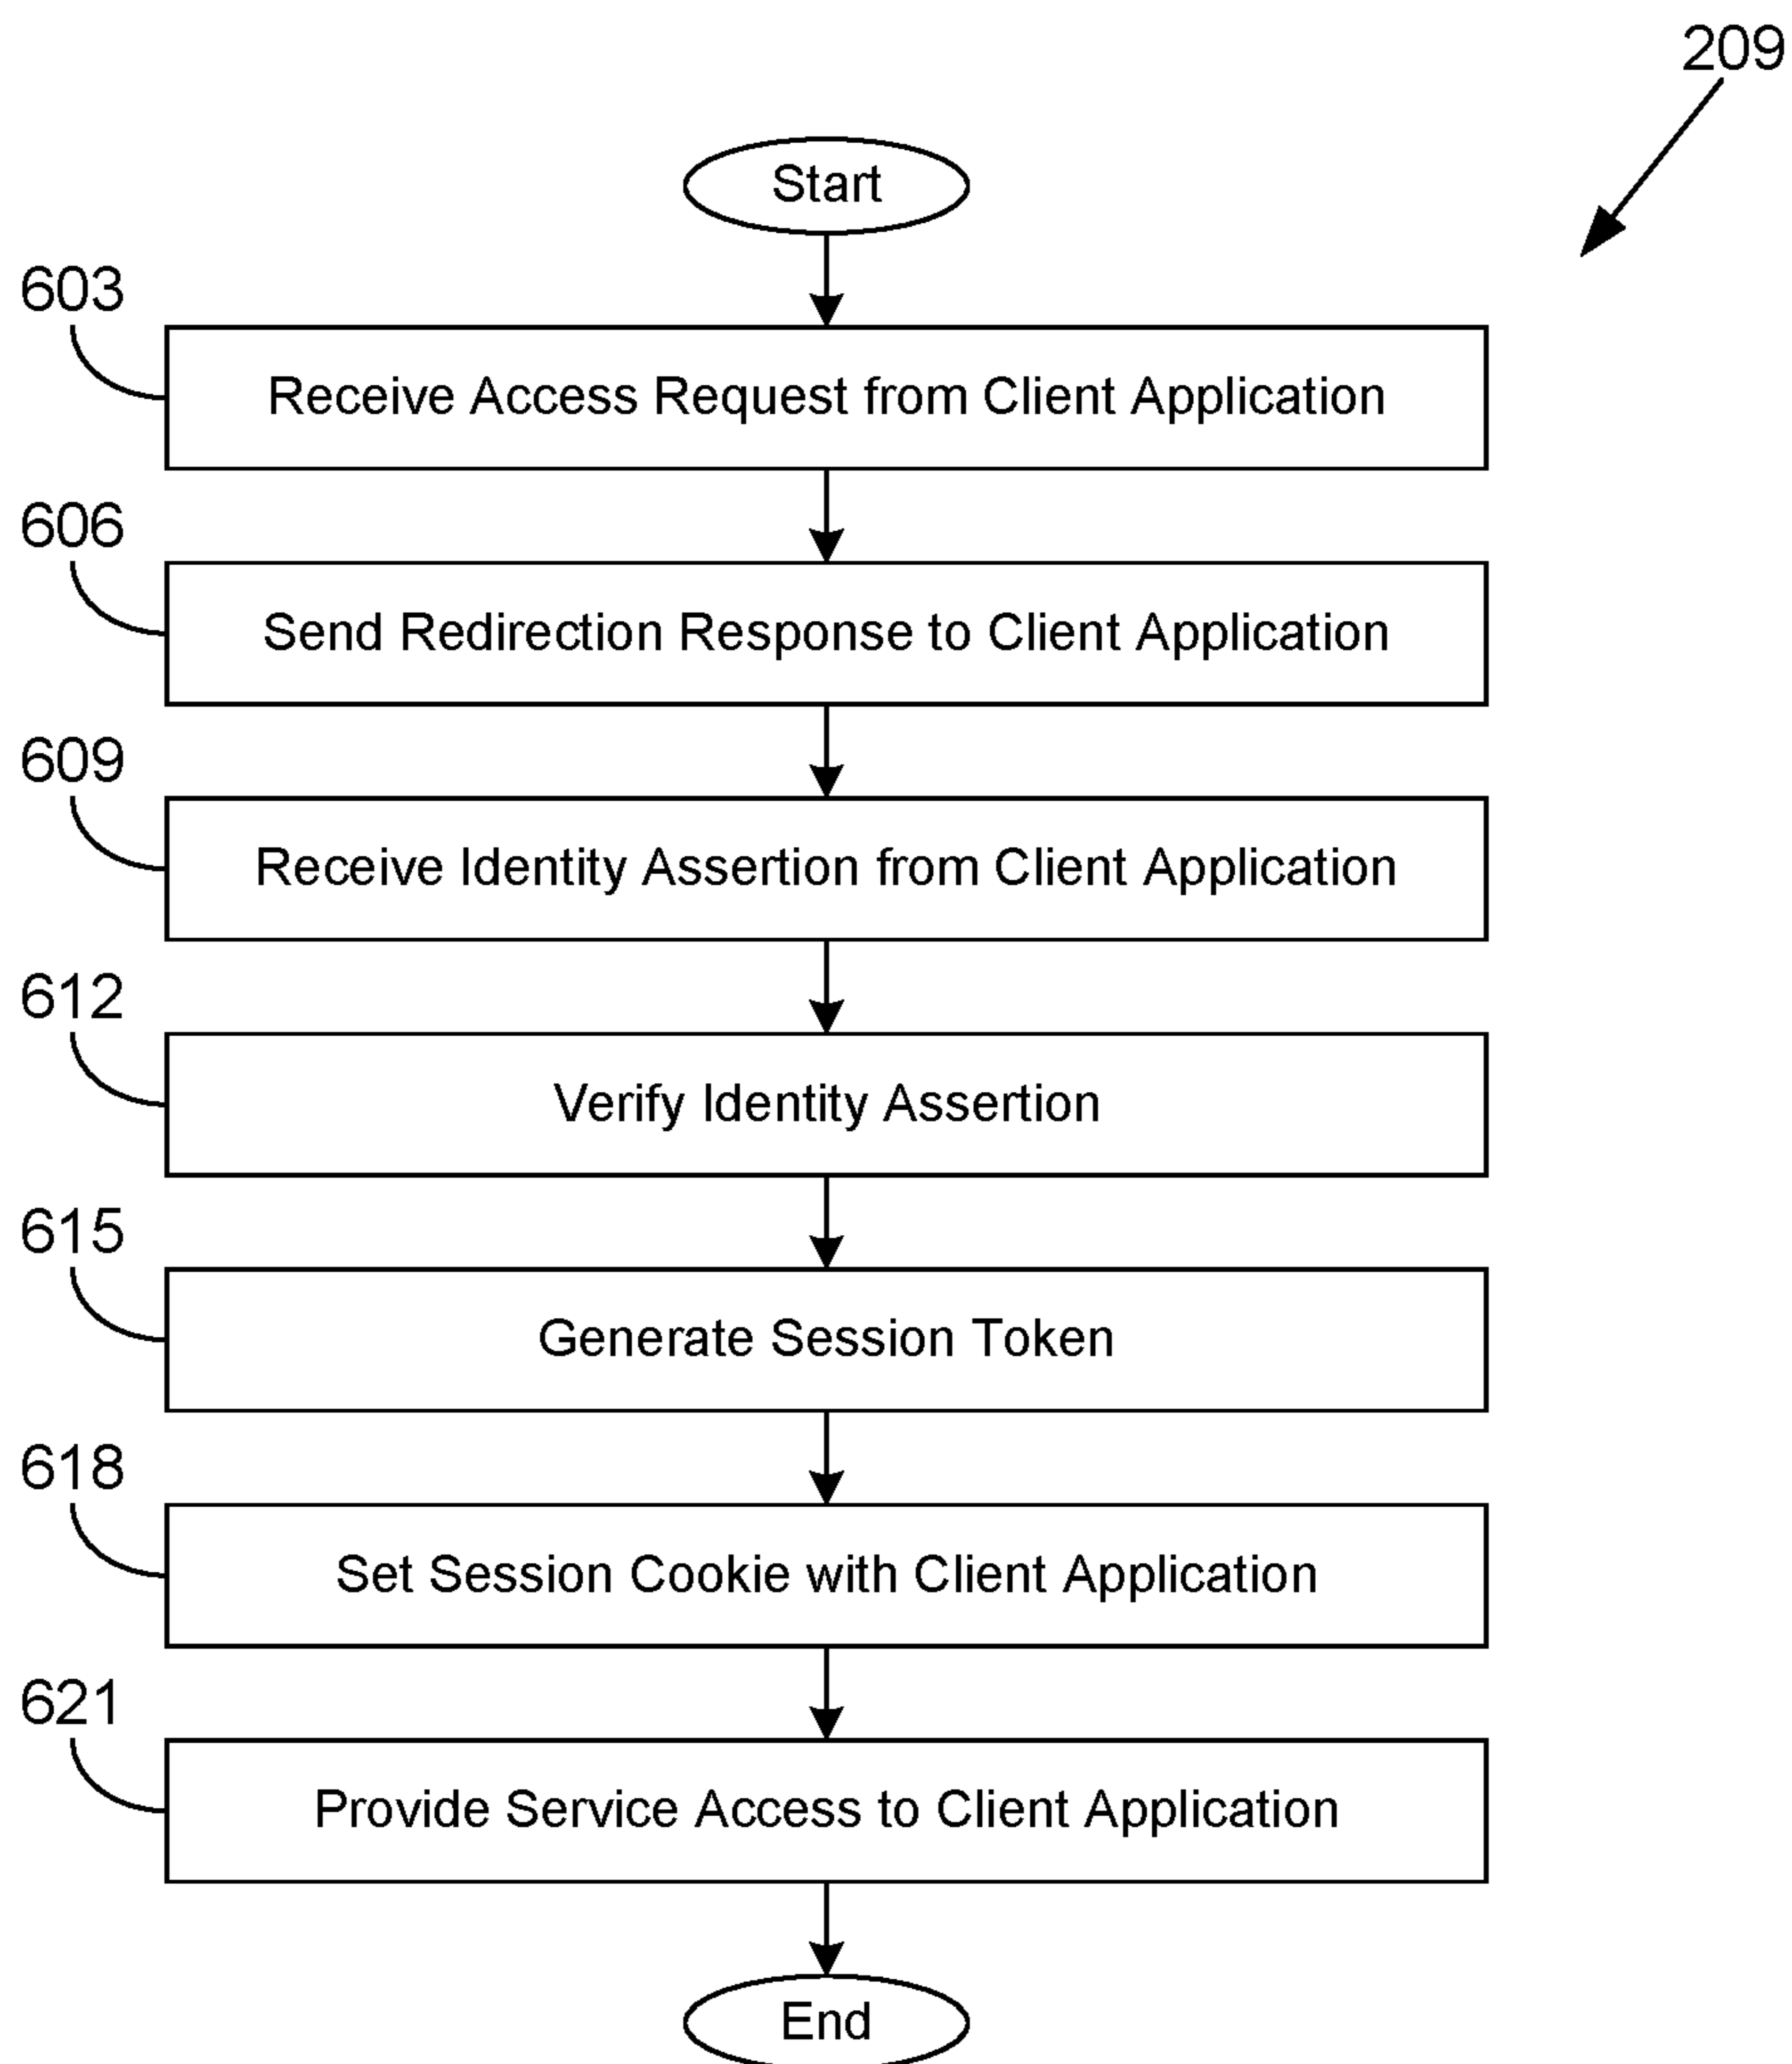 209
Start
603
Receive Access Request from Client Application
606
Send Redirection Response to Client Application
609
Receive Identity Assertion from Client Application
612
Verify Identity Assertion
615
Generate Session Token
618
Set Session Cookie with Client Application
621
Provide Service Access to Client Application
End